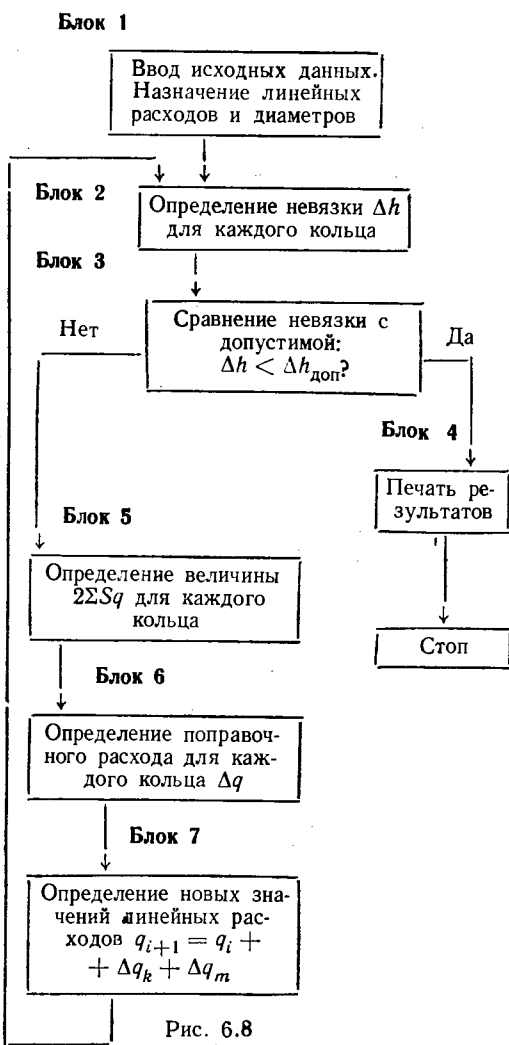 Блок 1
Ввод исходных данных.
Назначение линейных
расходов и диаметров
Блок 2
Определение невязки Δh
для каждого кольца
Блок 3
Сравнение невязки с
допустимой:
Δh < Δhдоп?
Нет
Да
Блок 4
Печать ре-
зультатов
Стоп
Блок 5
Определение величины
2ΣSq для каждого
кольца
Блок 6
Определение поправоч-
ного расхода для каж-
дого кольца Δq
Блок 7
Определение новых зна-
чений линейных рас-
ходов qᵢ₊₁ = qᵢ +
+ Δqₖ + Δqₘ
Рис. 6.8